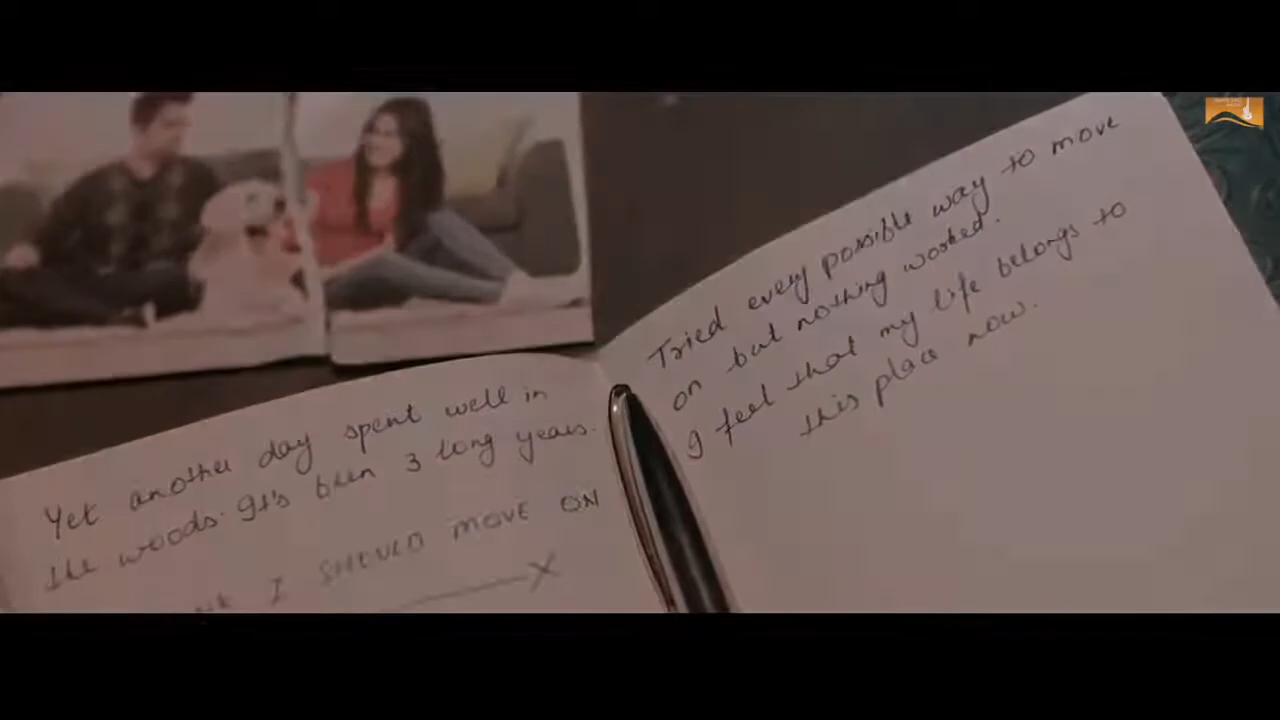 Yet another day spent well in
the woods. It's been 3 long years.
I SHOULD MOVE ON
Tried every possible way to move
on but nothing worked.
I feel that my life belongs to
this place now.